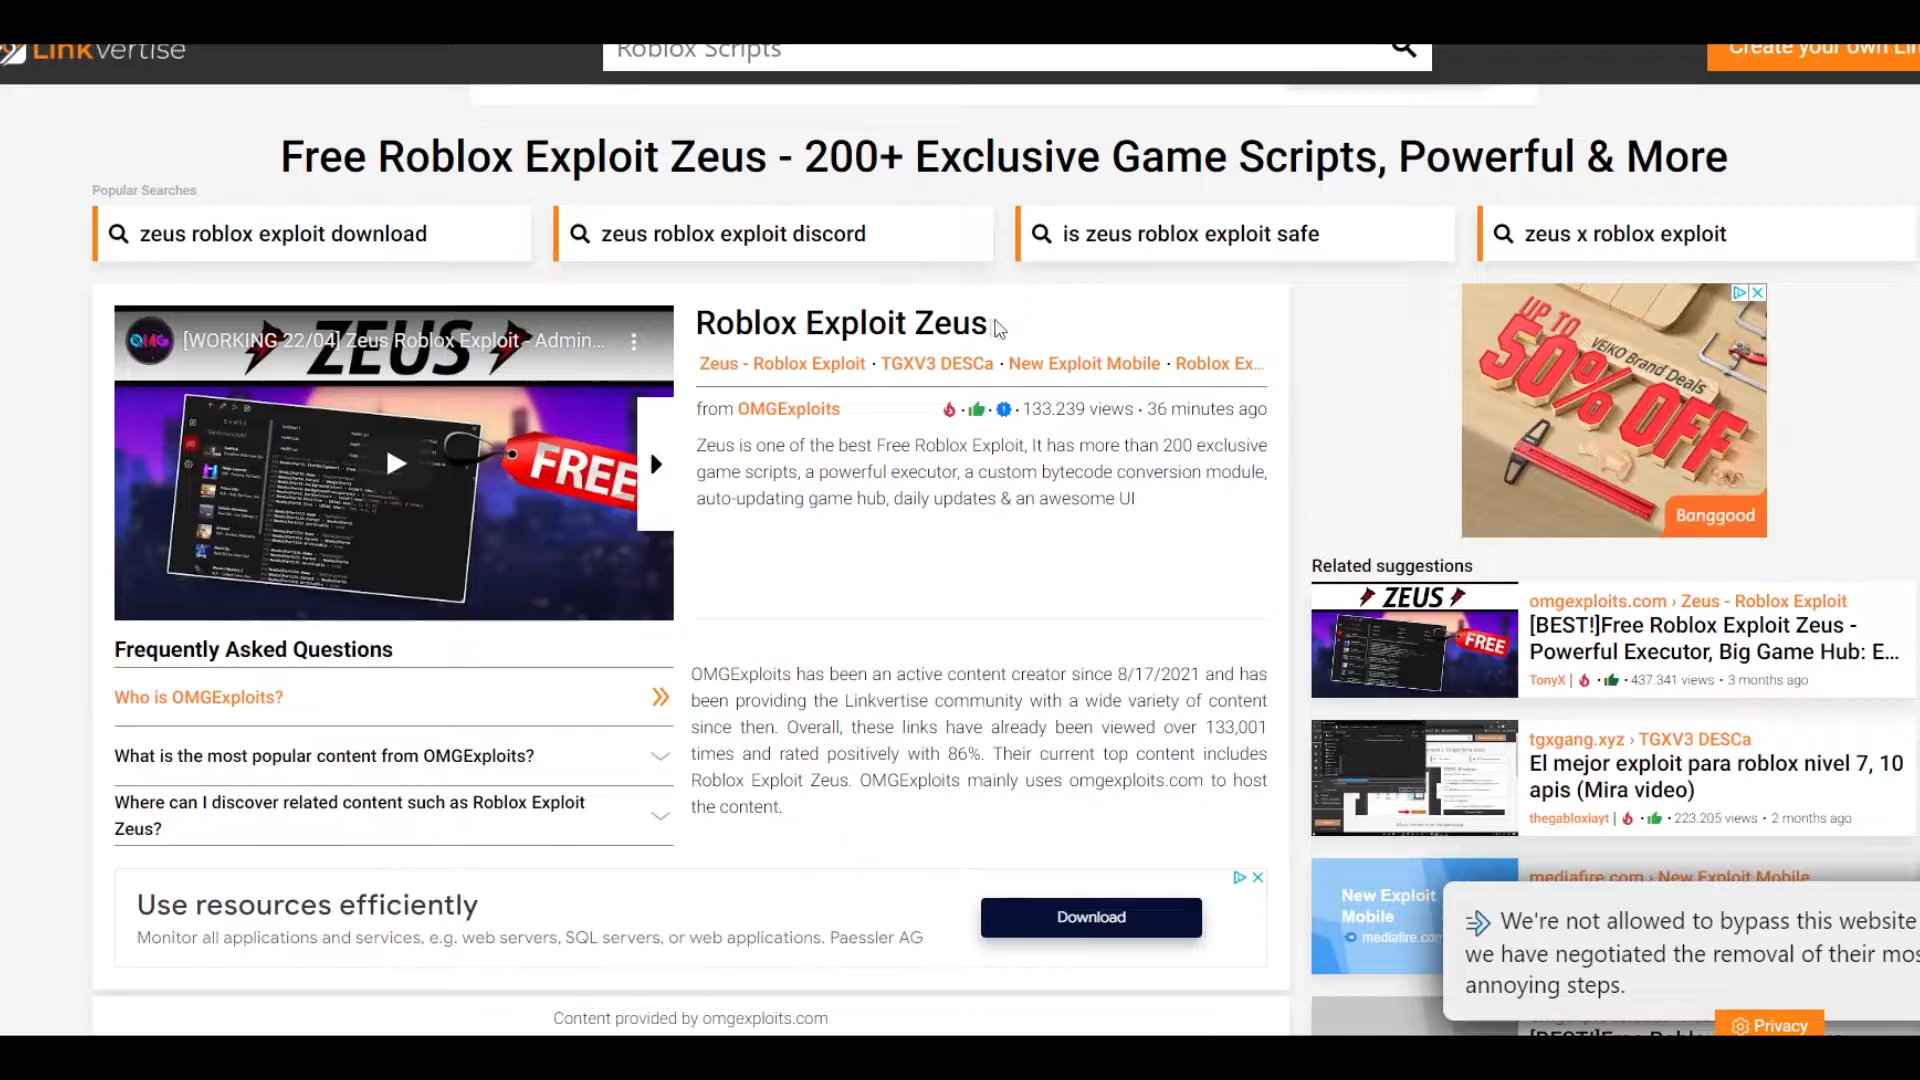 Linkvertise
Roblox Scripts
Create your own Lin
Free Roblox Exploit Zeus - 200+ Exclusive Game Scripts, Powerful & More
Popular Searches
zeus roblox exploit download
zeus roblox exploit discord
is zeus roblox exploit safe
zeus x roblox exploit
ZEUS
OMG
[WORKING 22/04] Zeus Roblox Exploit - Admin...
FREE
Roblox Exploit Zeus
Zeus - Roblox Exploit · TGXV3 DESCa · New Exploit Mobile · Roblox Ex...
from OMGExploits
133.239 views · 36 minutes ago
Zeus is one of the best Free Roblox Exploit, It has more than 200 exclusive
game scripts, a powerful executor, a custom bytecode conversion module,
auto-updating game hub, daily updates & an awesome UI
UP TO
50% OFF
VEIKO Brand Deals
Banggood
Frequently Asked Questions
Who is OMGExploits?
What is the most popular content from OMGExploits?
Where can I discover related content such as Roblox Exploit
Zeus?
OMGExploits has been an active content creator since 8/17/2021 and has
been providing the Linkvertise community with a wide variety of content
since then. Overall, these links have already been viewed over 133,001
times and rated positively with 86%. Their current top content includes
Roblox Exploit Zeus. OMGExploits mainly uses omgexploits.com to host
the content.
Related suggestions
ZEUS
FREE
omgexploits.com › Zeus - Roblox Exploit
[BEST!]Free Roblox Exploit Zeus -
Powerful Executor, Big Game Hub: E...
TonyX | · 437.341 views · 3 months ago
tgxgang.xyz › TGXV3 DESCa
El mejor exploit para roblox nivel 7, 10
apis (Mira video)
thegabloxiayt | · 223.205 views · 2 months ago
mediafire.com › New Exploit Mobile
New Exploit
Mobile
mediafire.com
We're not allowed to bypass this website
we have negotiated the removal of their mos
annoying steps.
Privacy
Use resources efficiently
Monitor all applications and services, e.g. web servers, SQL servers, or web applications. Paessler AG
Download
Content provided by omgexploits.com